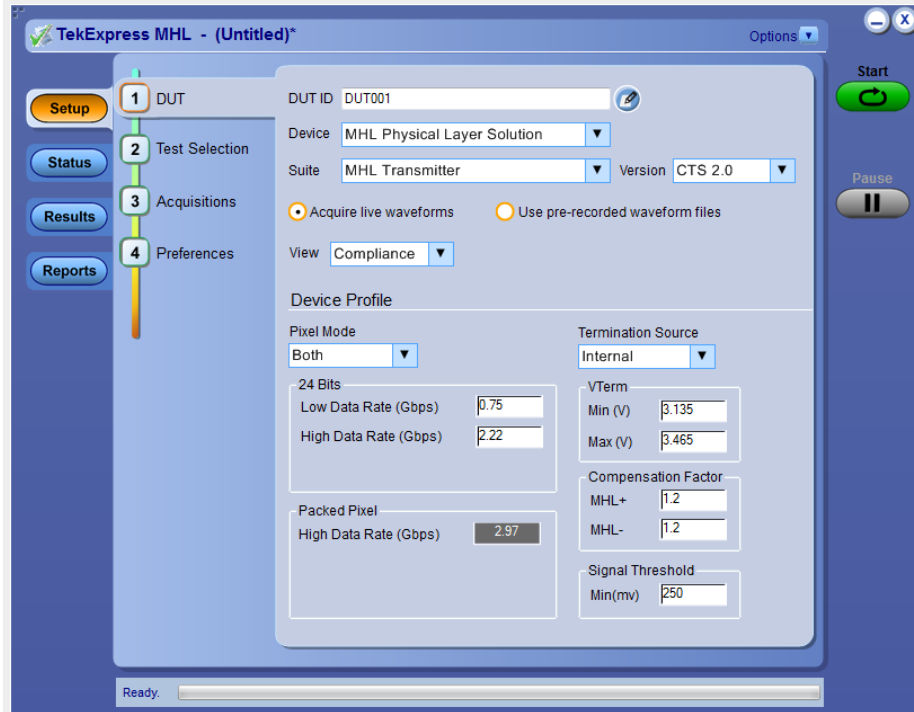 TekExpress MHL - (Untitled)*
Options
X
Start
Pause
Setup
Status
Results
Reports
1 DUT
2 Test Selection
3 Acquisitions
4 Preferences
DUT ID DUT001
Device MHL Physical Layer Solution
Suite MHL Transmitter Version CTS 2.0
Acquire live waveforms Use pre-recorded waveform files
View Compliance
Device Profile
Pixel Mode
Both
24 Bits
Low Data Rate (Gbps) 0.75
High Data Rate (Gbps) 2.22
Packed Pixel
High Data Rate (Gbps) 2.97
Termination Source
Internal
VTerm
Min (V) 3.135
Max (V) 3.465
Compensation Factor
MHL+ 1.2
MHL- 1.2
Signal Threshold
Min(mv) 250
Ready.